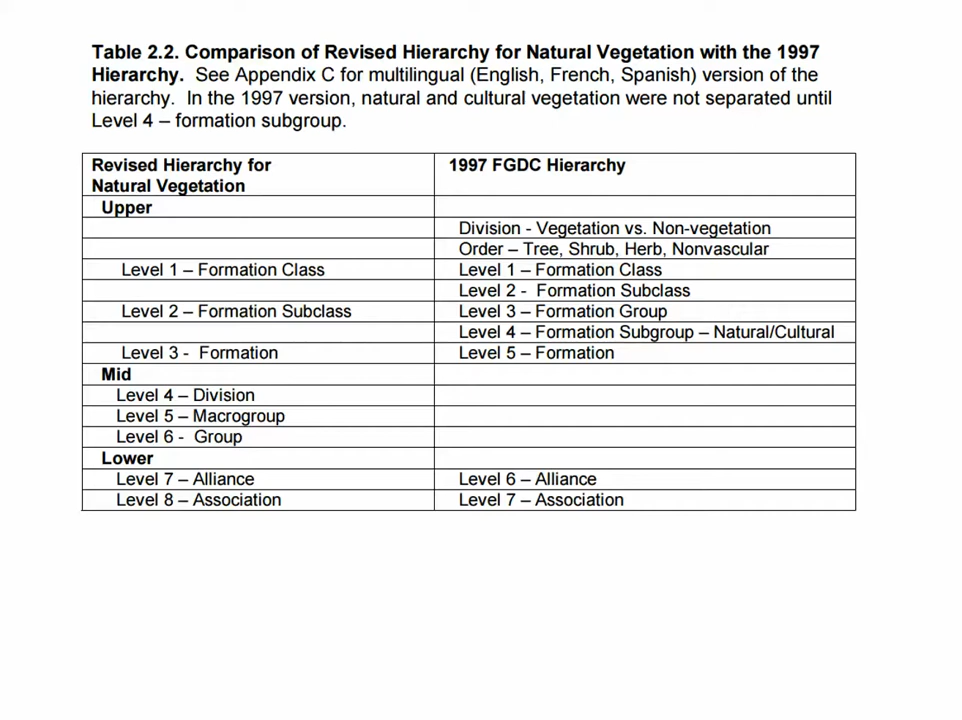 Table 2.2. Comparison of Revised Hierarchy for Natural Vegetation with the 1997
Hierarchy. See Appendix C for multilingual (English, French, Spanish) version of the
hierarchy. In the 1997 version, natural and cultural vegetation were not separated until
Level 4 – formation subgroup.
Revised Hierarchy for
Natural Vegetation
1997 FGDC Hierarchy
Upper
Division - Vegetation vs. Non-vegetation
Order – Tree, Shrub, Herb, Nonvascular
Level 1 – Formation Class
Level 1 – Formation Class
Level 2 - Formation Subclass
Level 2 – Formation Subclass
Level 3 – Formation Group
Level 4 – Formation Subgroup – Natural/Cultural
Level 3 - Formation
Level 5 – Formation
Mid
Level 4 – Division
Level 5 – Macrogroup
Level 6 - Group
Lower
Level 7 – Alliance
Level 6 – Alliance
Level 8 – Association
Level 7 – Association